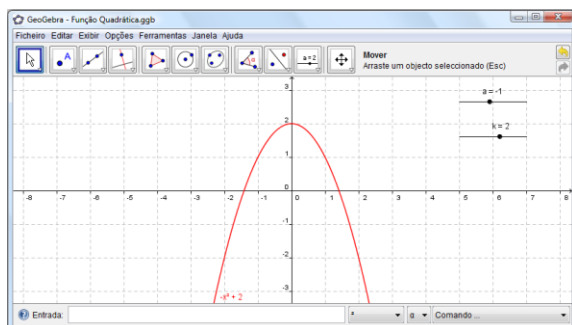 GeoGebra - Função Quadrática.ggb
Ficheiro Editar Exibir Opções Ferramentas Janela Ajuda
A
a=2
Mover
Arraste um objecto seleccionado (Esc)
a = -1
k = 2
3
2
1
0
-1
-2
-3
-8 -7 -6 -5 -4 -3 -2 -1 0 1 2 3 4 5 6 7 8
-x² + 2
Entrada:
² α Comando ...